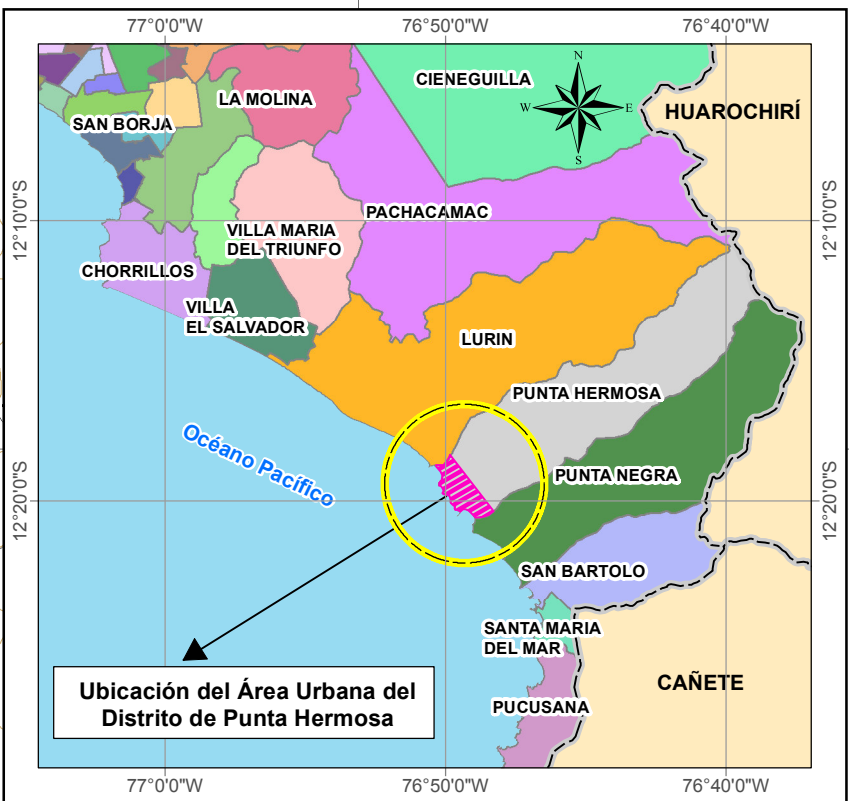 77°0'0"W 76°50'0"W 76°40'0"W
CIENEGUILLA
N
W E
S
LA MOLINA
HUAROCHIRÍ
SAN BORJA
12°10'0"S 12°10'0"S
PACHACAMAC
VILLA MARIA
DEL TRIUNFO
CHORRILLOS
VILLA
EL SALVADOR
LURIN
PUNTA HERMOSA
Océano Pacífico
PUNTA NEGRA
12°20'0"S 12°20'0"S
SAN BARTOLO
SANTA MARIA
DEL MAR
CAÑETE
Ubicación del Área Urbana del
Distrito de Punta Hermosa
PUCUSANA
77°0'0"W 76°50'0"W 76°40'0"W